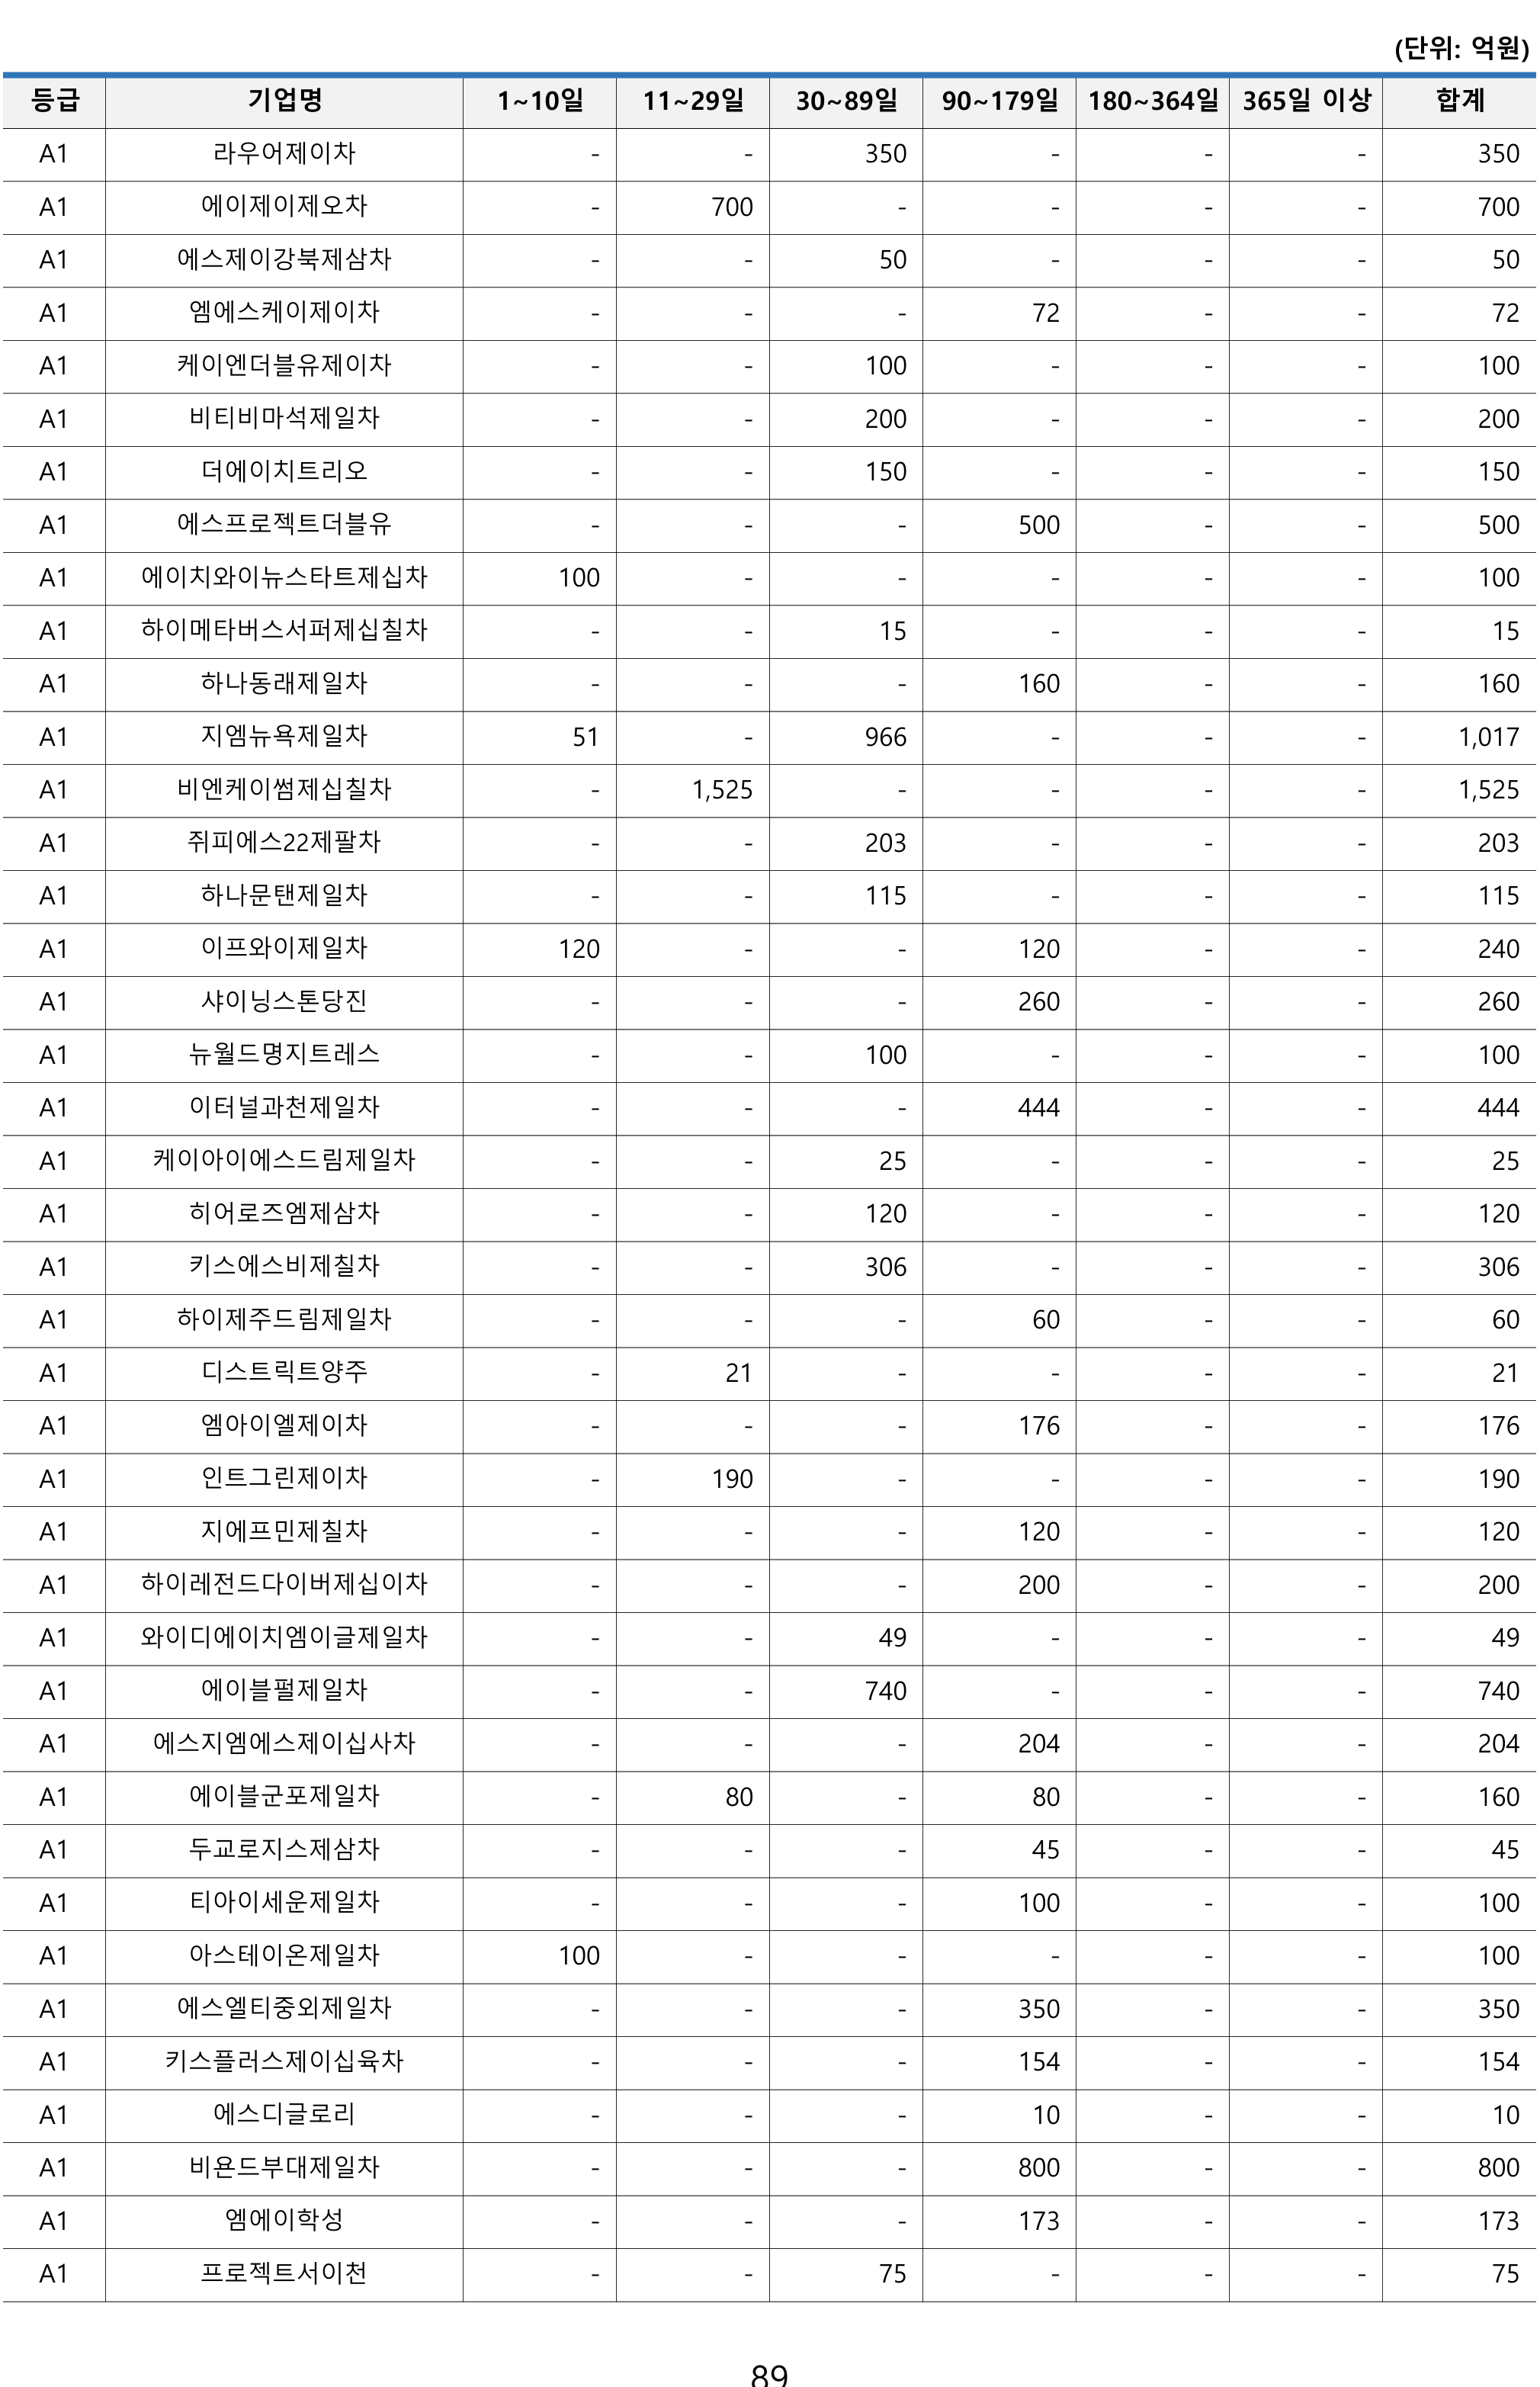 (단위: 억원)
등급 기업명 1~10일 11~29일 30~89일 90~179일 180~364일 365일 이상 합계
A1 라우어제이차 - - 350 - - - 350
A1 에이제이제오차 - 700 - - - - 700
A1 에스제이강북제삼차 - - 50 - - - 50
A1 엠에스케이제이차 - - - 72 - - 72
A1 케이엔더블유제이차 - - 100 - - - 100
A1 비티비마석제일차 - - 200 - - - 200
A1 더에이치트리오 - - 150 - - - 150
A1 에스프로젝트더블유 - - - 500 - - 500
A1 에이치와이뉴스타트제십차 100 - - - - - 100
A1 하이메타버스서퍼제십칠차 - - 15 - - - 15
A1 하나동래제일차 - - - 160 - - 160
A1 지엠뉴욕제일차 51 - 966 - - - 1,017
A1 비엔케이썸제십칠차 - 1,525 - - - - 1,525
A1 쥐피에스22제팔차 - - 203 - - - 203
A1 하나문탠제일차 - - 115 - - - 115
A1 이프와이제일차 120 - - 120 - - 240
A1 샤이닝스톤당진 - - - 260 - - 260
A1 뉴월드명지트레스 - - 100 - - - 100
A1 이터널과천제일차 - - - 444 - - 444
A1 케이아이에스드림제일차 - - 25 - - - 25
A1 히어로즈엠제삼차 - - 120 - - - 120
A1 키스에스비제칠차 - - 306 - - - 306
A1 하이제주드림제일차 - - - 60 - - 60
A1 디스트릭트양주 - 21 - - - - 21
A1 엠아이엘제이차 - - - 176 - - 176
A1 인트그린제이차 - 190 - - - - 190
A1 지에프민제칠차 - - - 120 - - 120
A1 하이레전드다이버제십이차 - - - 200 - - 200
A1 와이디에이치엠이글제일차 - - 49 - - - 49
A1 에이블펄제일차 - - 740 - - - 740
A1 에스지엠에스제이십사차 - - - 204 - - 204
A1 에이블군포제일차 - 80 - 80 - - 160
A1 두교로지스제삼차 - - - 45 - - 45
A1 티아이세운제일차 - - - 100 - - 100
A1 아스테이온제일차 100 - - - - - 100
A1 에스엘티중외제일차 - - - 350 - - 350
A1 키스플러스제이십육차 - - - 154 - - 154
A1 에스디글로리 - - - 10 - - 10
A1 비욘드부대제일차 - - - 800 - - 800
A1 엠에이학성 - - - 173 - - 173
A1 프로젝트서이천 - - 75 - - - 75
89